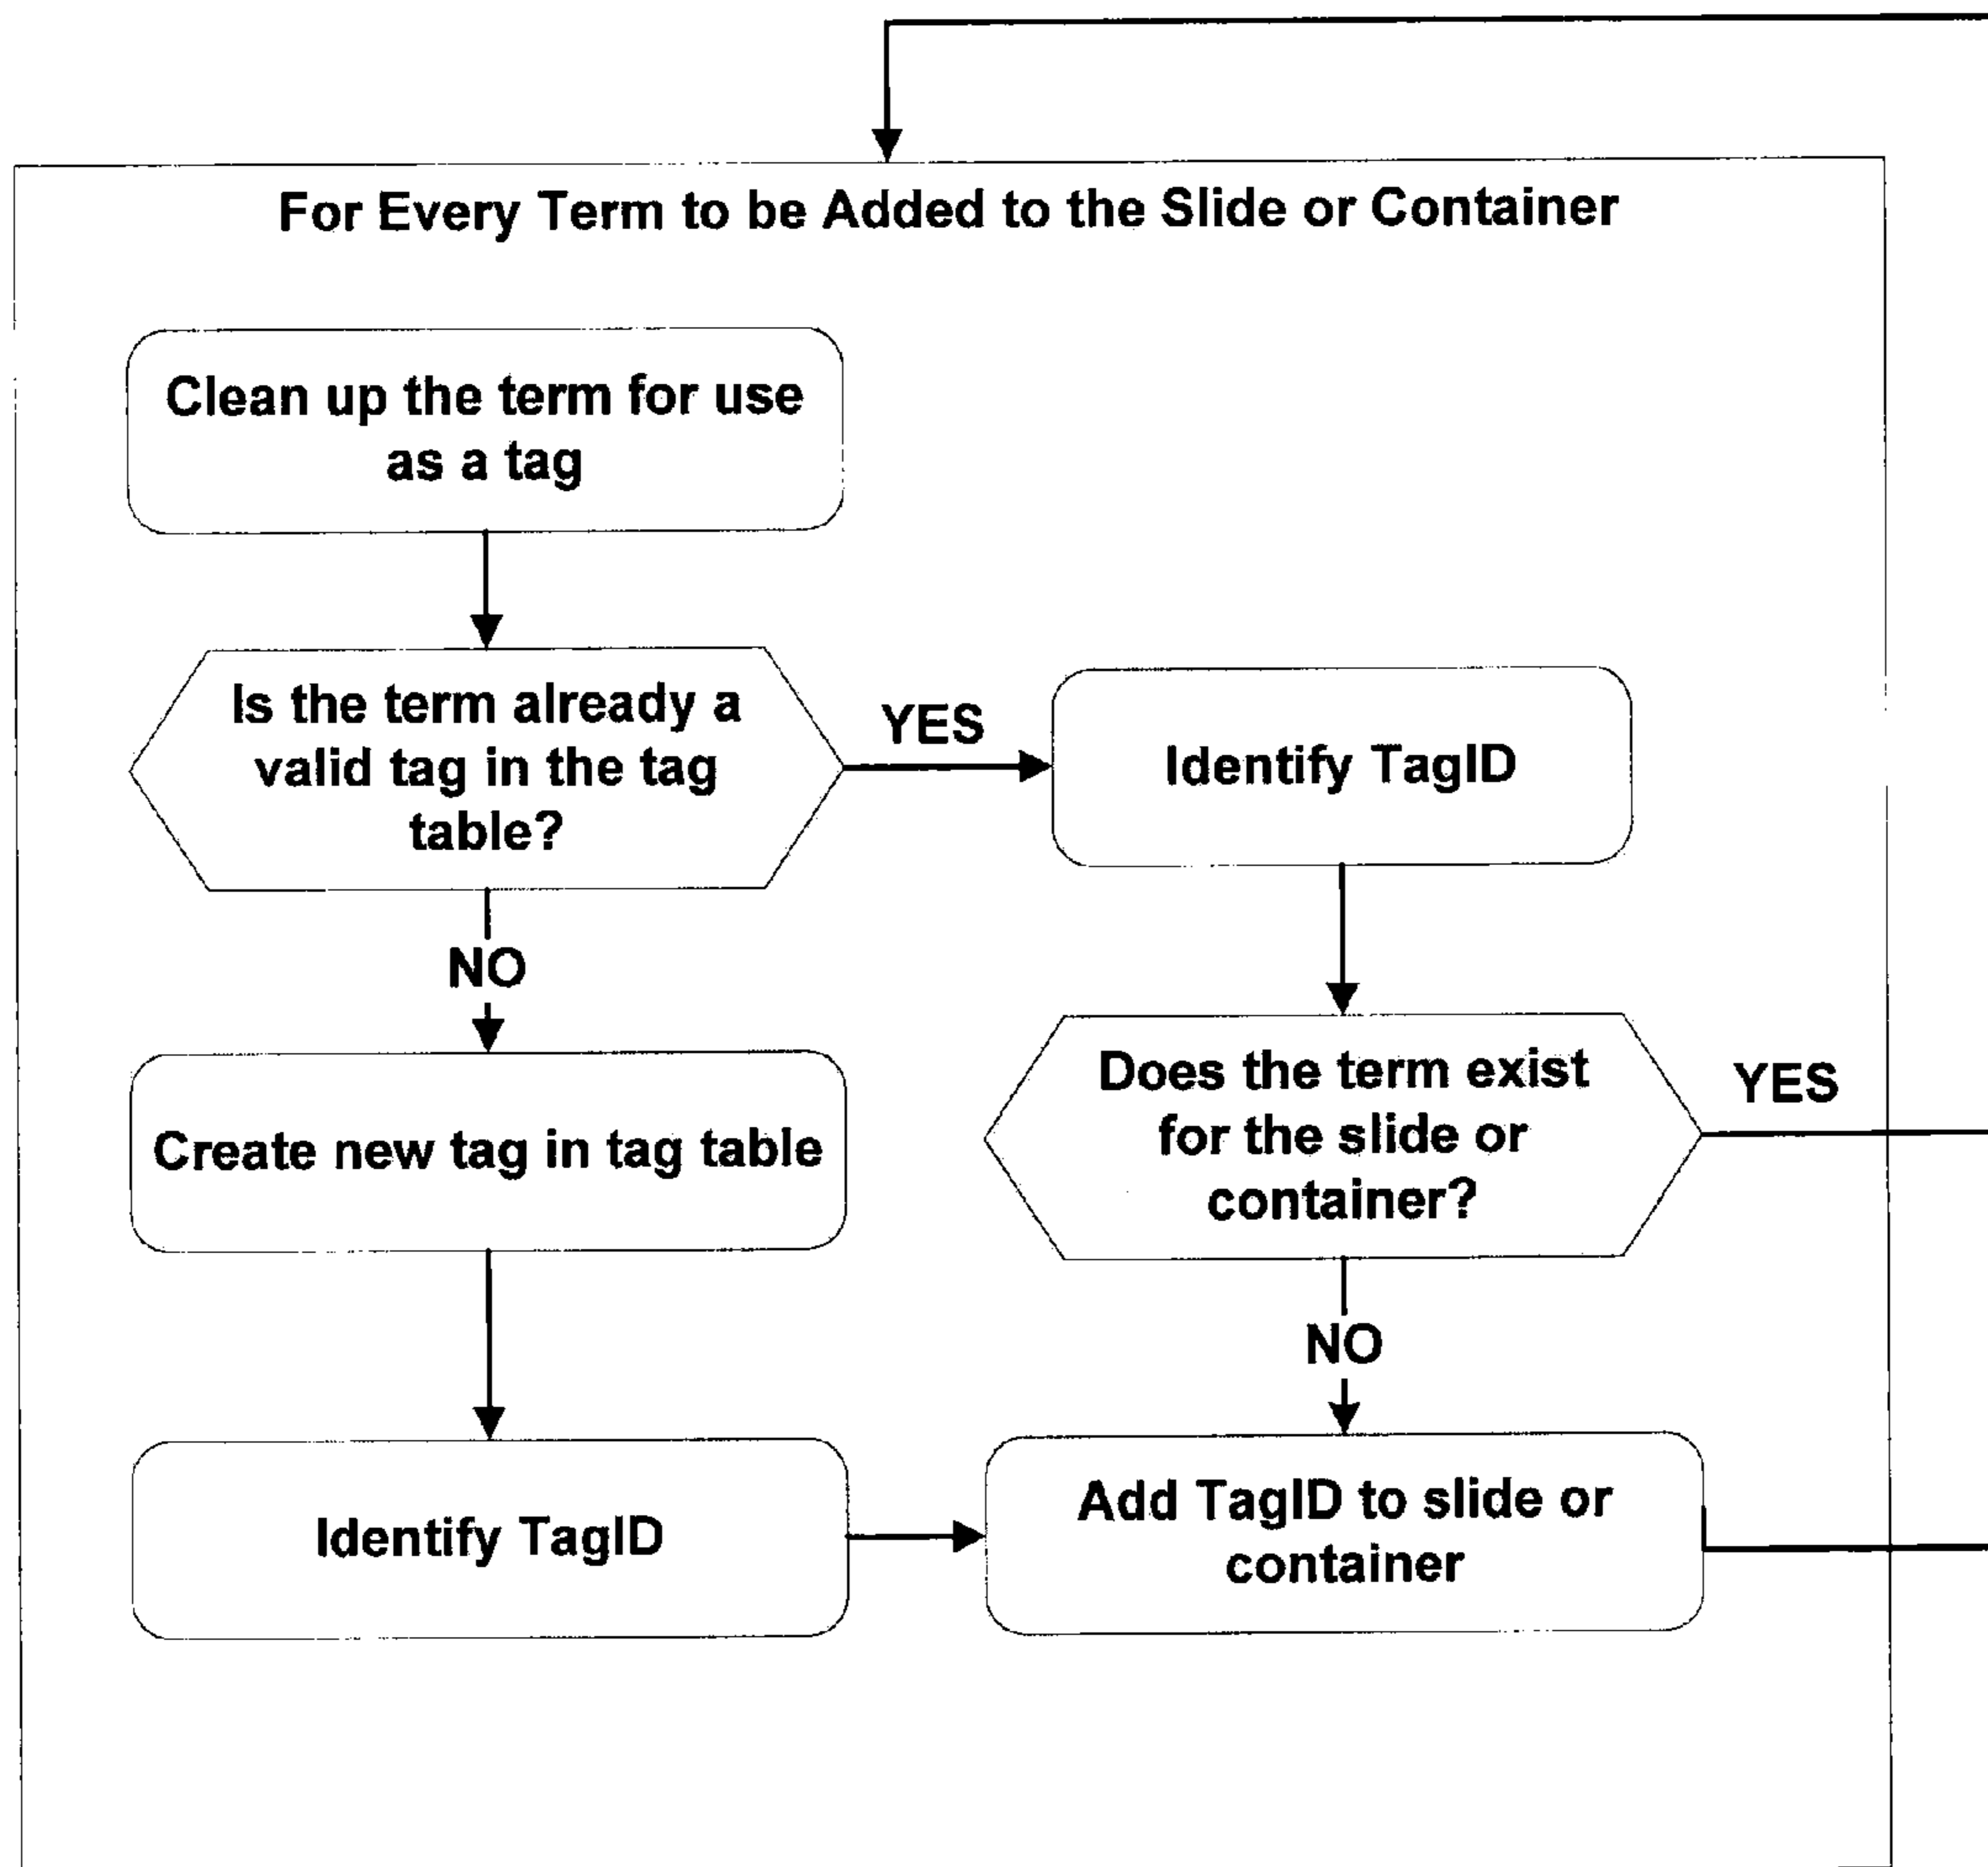 For Every Term to be Added to the Slide or Container
Clean up the term for use
as a tag
Is the term already a
valid tag in the tag
table?
YES
Identify TagID
NO
Does the term exist
for the slide or
container?
YES
Create new tag in tag table
NO
Identify TagID
Add TagID to slide or
container